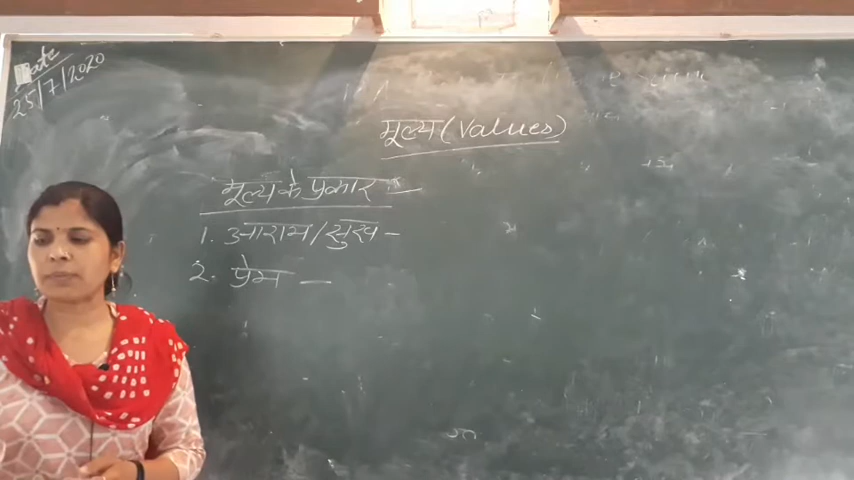 Date
25/7/2020
मूल्य (Values)
मूल्य के प्रकार -
1. आराम/सुख -
2. प्रेम -